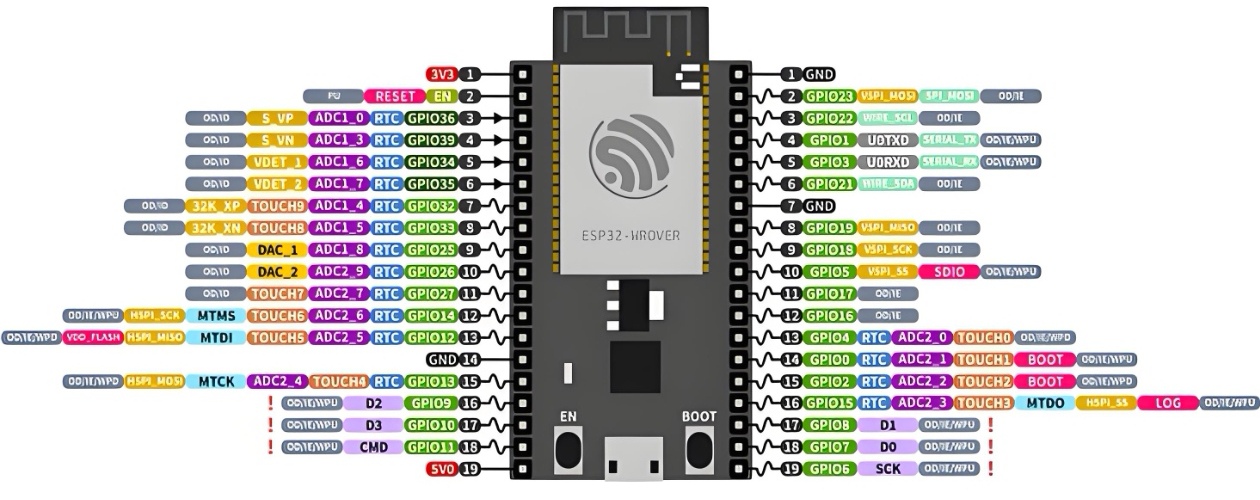 3V3 1
1 GND
PU RESET EN 2
2 GPIO23 VSPI_MOSI SPI_MOSI OD/IE
OD/ID S_VP ADC1_0 RTC GPIO36 3
3 GPIO22 WIRE_SCL OD/IE
OD/ID S_VN ADC1_3 RTC GPIO39 4
4 GPIO1 U0TXD SERIAL_TX OD/IE/WPU
OD/ID VDET_1 ADC1_6 RTC GPIO34 5
5 GPIO3 U0RXD SERIAL_RX OD/IE/WPU
OD/ID VDET_2 ADC1_7 RTC GPIO35 6
6 GPIO21 WIRE_SDA OD/IE
OD/ID 32K_XP TOUCH9 ADC1_4 RTC GPIO32 7
7 GND
OD/ID 32K_XN TOUCH8 ADC1_5 RTC GPIO33 8
8 GPIO19 VSPI_MISO OD/IE
ESP32-WROVER
OD/ID DAC_1 ADC1_8 RTC GPIO25 9
9 GPIO18 VSPI_SCK OD/IE
OD/ID DAC_2 ADC2_9 RTC GPIO26 10
10 GPIO5 VSPI_SS SDIO OD/IE/WPU
OD/ID TOUCH7 ADC2_7 RTC GPIO27 11
11 GPIO17 OD/IE
OD/IE/WPU HSPI_SCK MTMS TOUCH6 ADC2_6 RTC GPIO14 12
12 GPIO16 OD/IE
OD/IE/WPD VDD_FLASH HSPI_MISO MTDI TOUCH5 ADC2_5 RTC GPIO12 13
13 GPIO4 RTC ADC2_0 TOUCH0 OD/IE/WPD
GND 14
14 GPIO0 RTC ADC2_1 TOUCH1 BOOT OD/IE/WPU
OD/IE/WPD HSPI_MOSI MTCK ADC2_4 TOUCH4 RTC GPIO13 15
15 GPIO2 RTC ADC2_2 TOUCH2 BOOT OD/IE/WPD
! OD/IE/WPU D2 GPIO9 16
16 GPIO15 RTC ADC2_3 TOUCH3 MTDO HSPI_SS LOG OD/IE/WPU
EN
BOOT
! OD/IE/WPU D3 GPIO10 17
17 GPIO8 D1 OD/IE/WPU !
! OD/IE/WPU CMD GPIO11 18
18 GPIO7 D0 OD/IE/WPU !
5V0 19
19 GPIO6 SCK OD/IE/WPU !